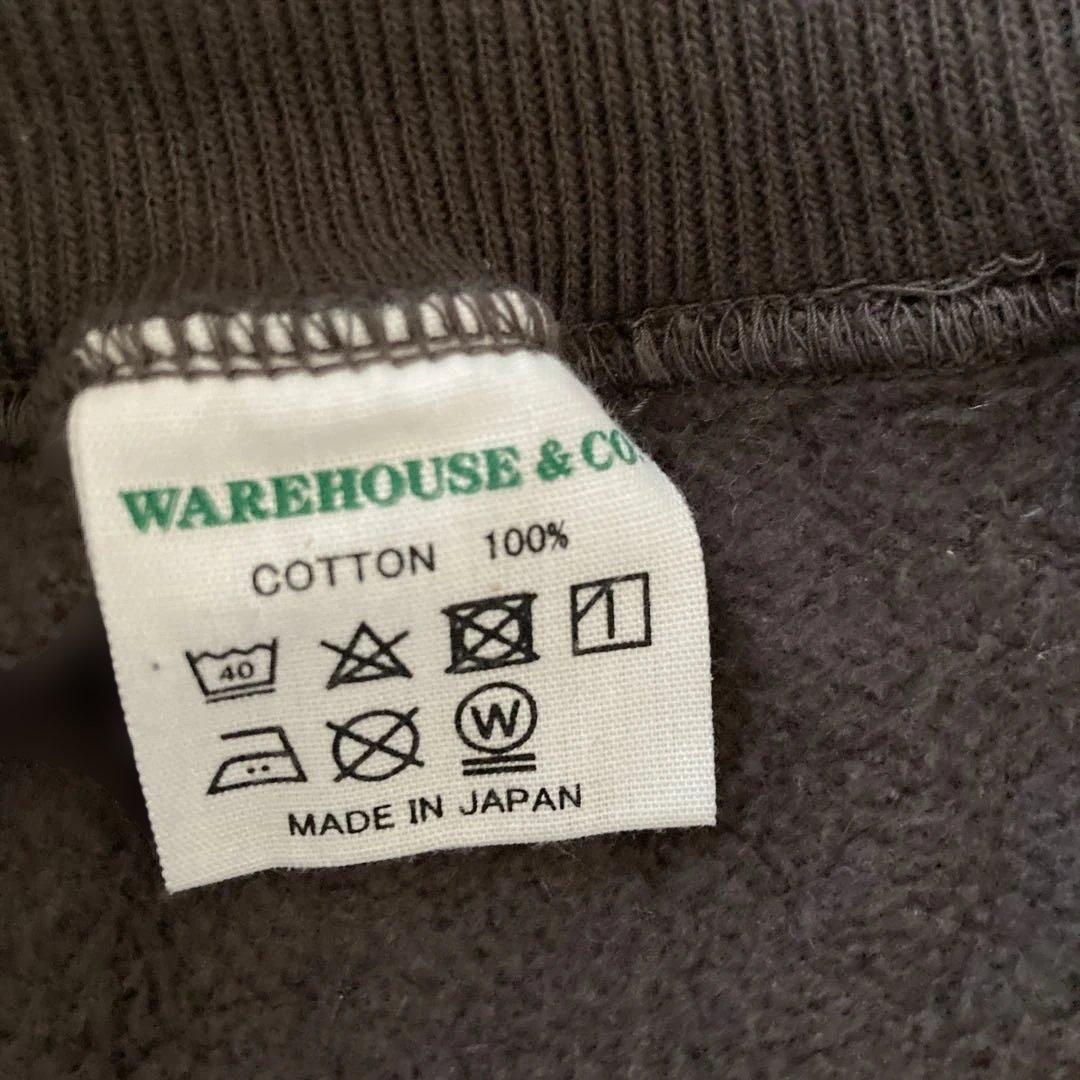 WAREHOUSE & CO.
COTTON 100%
40
W
MADE IN JAPAN